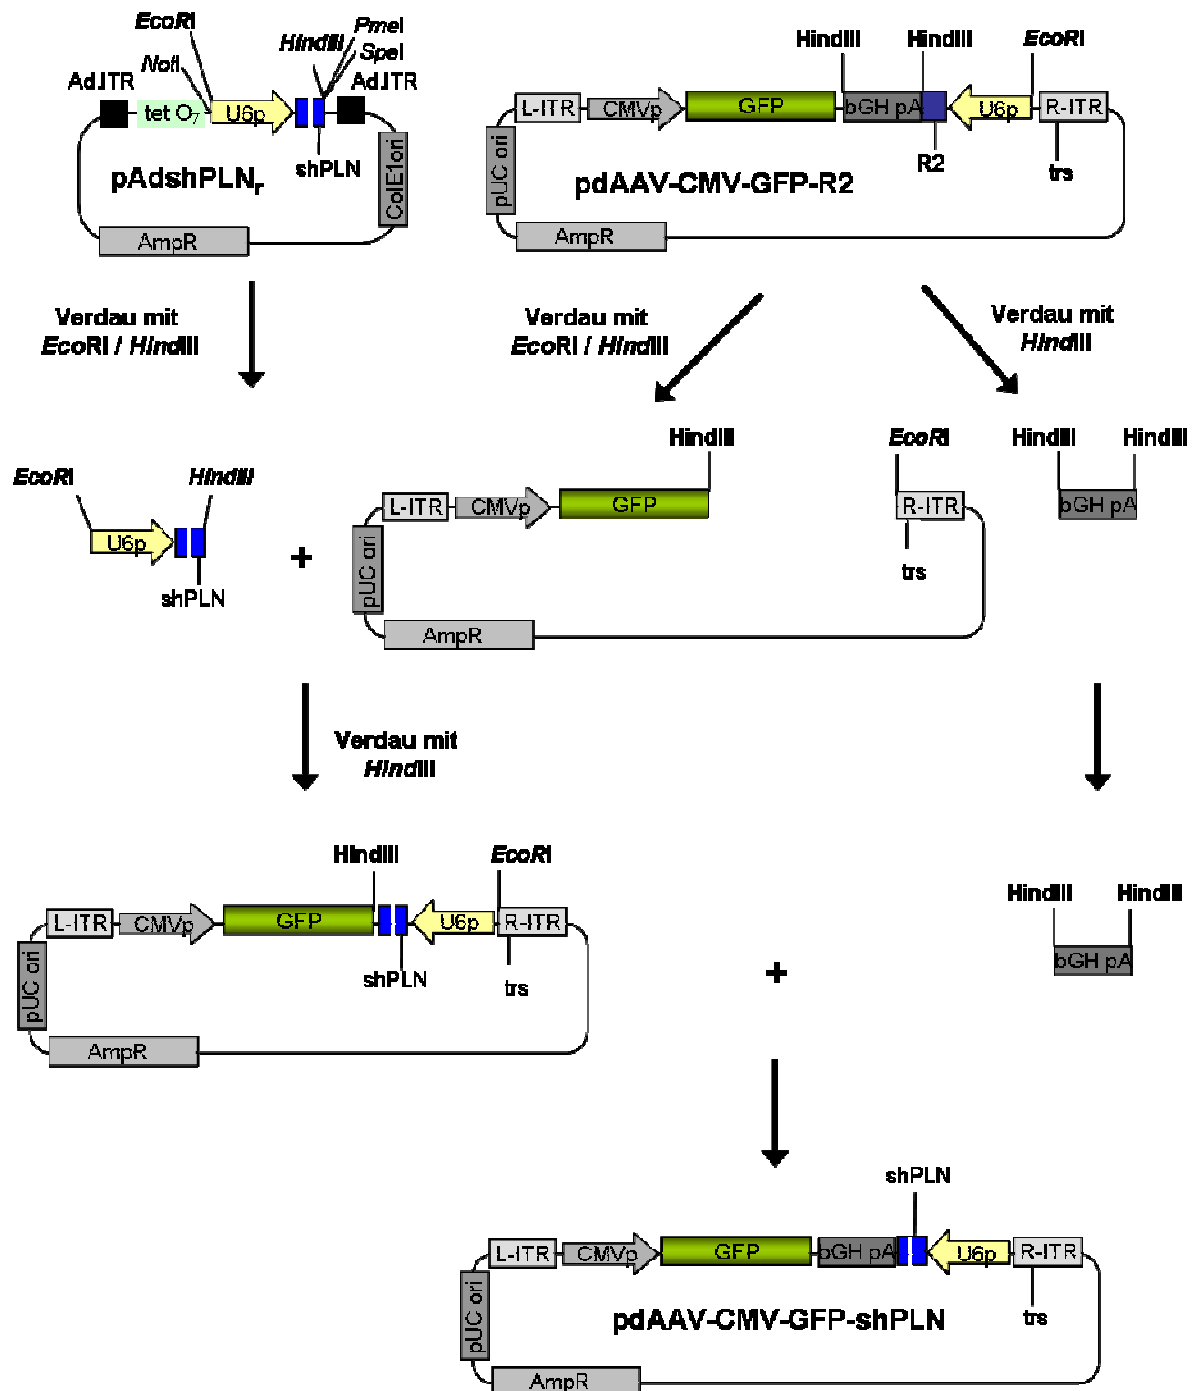 EcoRI
NotI
HindIII
PmeI
SpeI
Ad.ITR
tet O7
U6p
Ad.ITR
shPLN
pAdshPLNr
ColE1ori
AmpR
HindIII
HindIII
EcoRI
L-ITR
CMVp
GFP
bGH pA
U6p
R-ITR
R2
trs
pUC ori
pdAAV-CMV-GFP-R2
AmpR
Verdau mit
EcoRI / HindIII
Verdau mit
EcoRI / HindIII
Verdau mit
HindIII
EcoRI
HindIII
U6p
shPLN
+
HindIII
EcoRI
L-ITR
CMVp
GFP
R-ITR
trs
pUC ori
AmpR
HindIII
HindIII
bGH pA
Verdau mit
HindIII
HindIII
EcoRI
L-ITR
CMVp
GFP
U6p
R-ITR
shPLN
trs
pUC ori
AmpR
+
HindIII
HindIII
bGH pA
shPLN
L-ITR
CMVp
GFP
bGH pA
U6p
R-ITR
trs
pUC ori
pdAAV-CMV-GFP-shPLN
AmpR